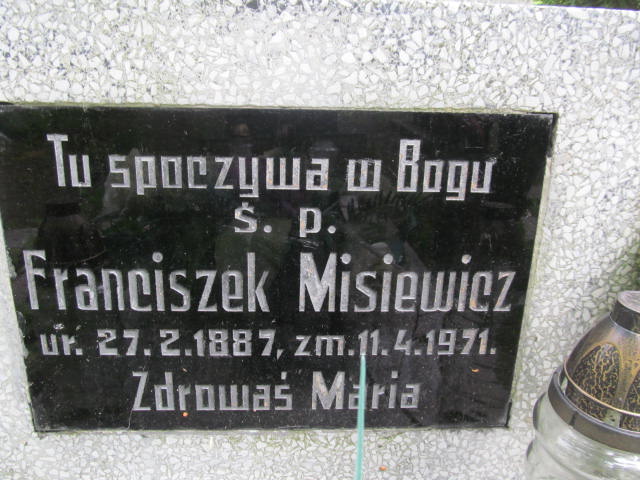 Tu spoczywa w Bogu
Ś. p.
Franciszek Misiewicz
ur. 27.2.1887, zm. 11.4.1971.
Zdrowaś Maria